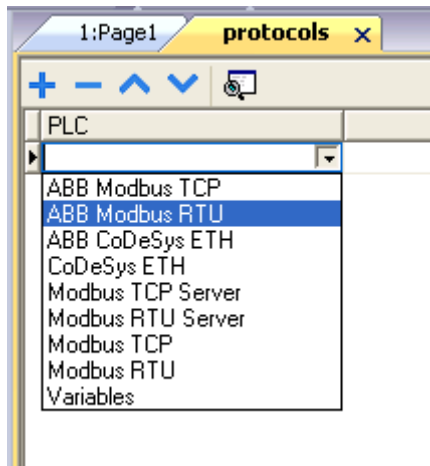 1:Page1 protocols
PLC
ABB Modbus TCP
ABB Modbus RTU
ABB CoDeSys ETH
CoDeSys ETH
Modbus TCP Server
Modbus RTU Server
Modbus TCP
Modbus RTU
Variables